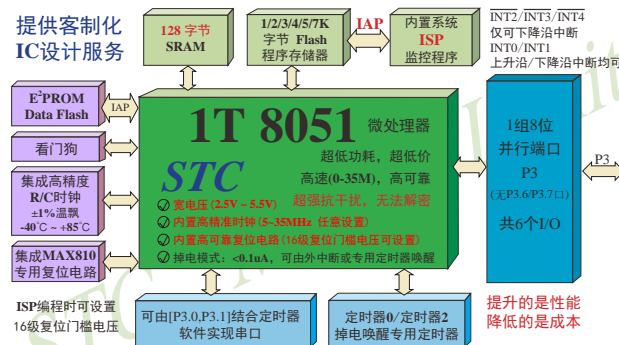 提供客制化
IC设计服务
128 字节
SRAM
1/2/3/4/5/7K
字节 Flash
程序存储器
IAP
内置系统
ISP
监控程序
INT2/INT3/INT4
仅可下降沿中断
INT0/INT1
上升沿/下降沿中断均可
E²PROM
Data Flash
IAP
看门狗
集成高精度
R/C时钟
±1%温飘
-40℃~+85℃
集成MAX810
专用复位电路
ISP编程时可设置
16级复位门槛电压
1T 8051 微处理器
STC
超低功耗，超低价
高速(0-35M)，高可靠
超强抗干扰，无法解密
宽电压(2.5V~5.5V)
内置高精准时钟(5~35MHz 任意设置)
内置高可靠复位电路(16级复位门槛电压可设置)
掉电模式：<0.1uA，可由外中断或专用定时器唤醒
1组8位
并行端口
P3
(无P3.6/P3.7口)
共6个I/O
P3
可由[P3.0,P3.1]结合定时器
软件实现串口
定时器0/定时器2
掉电唤醒专用定时器
提升的是性能
降低的是成本